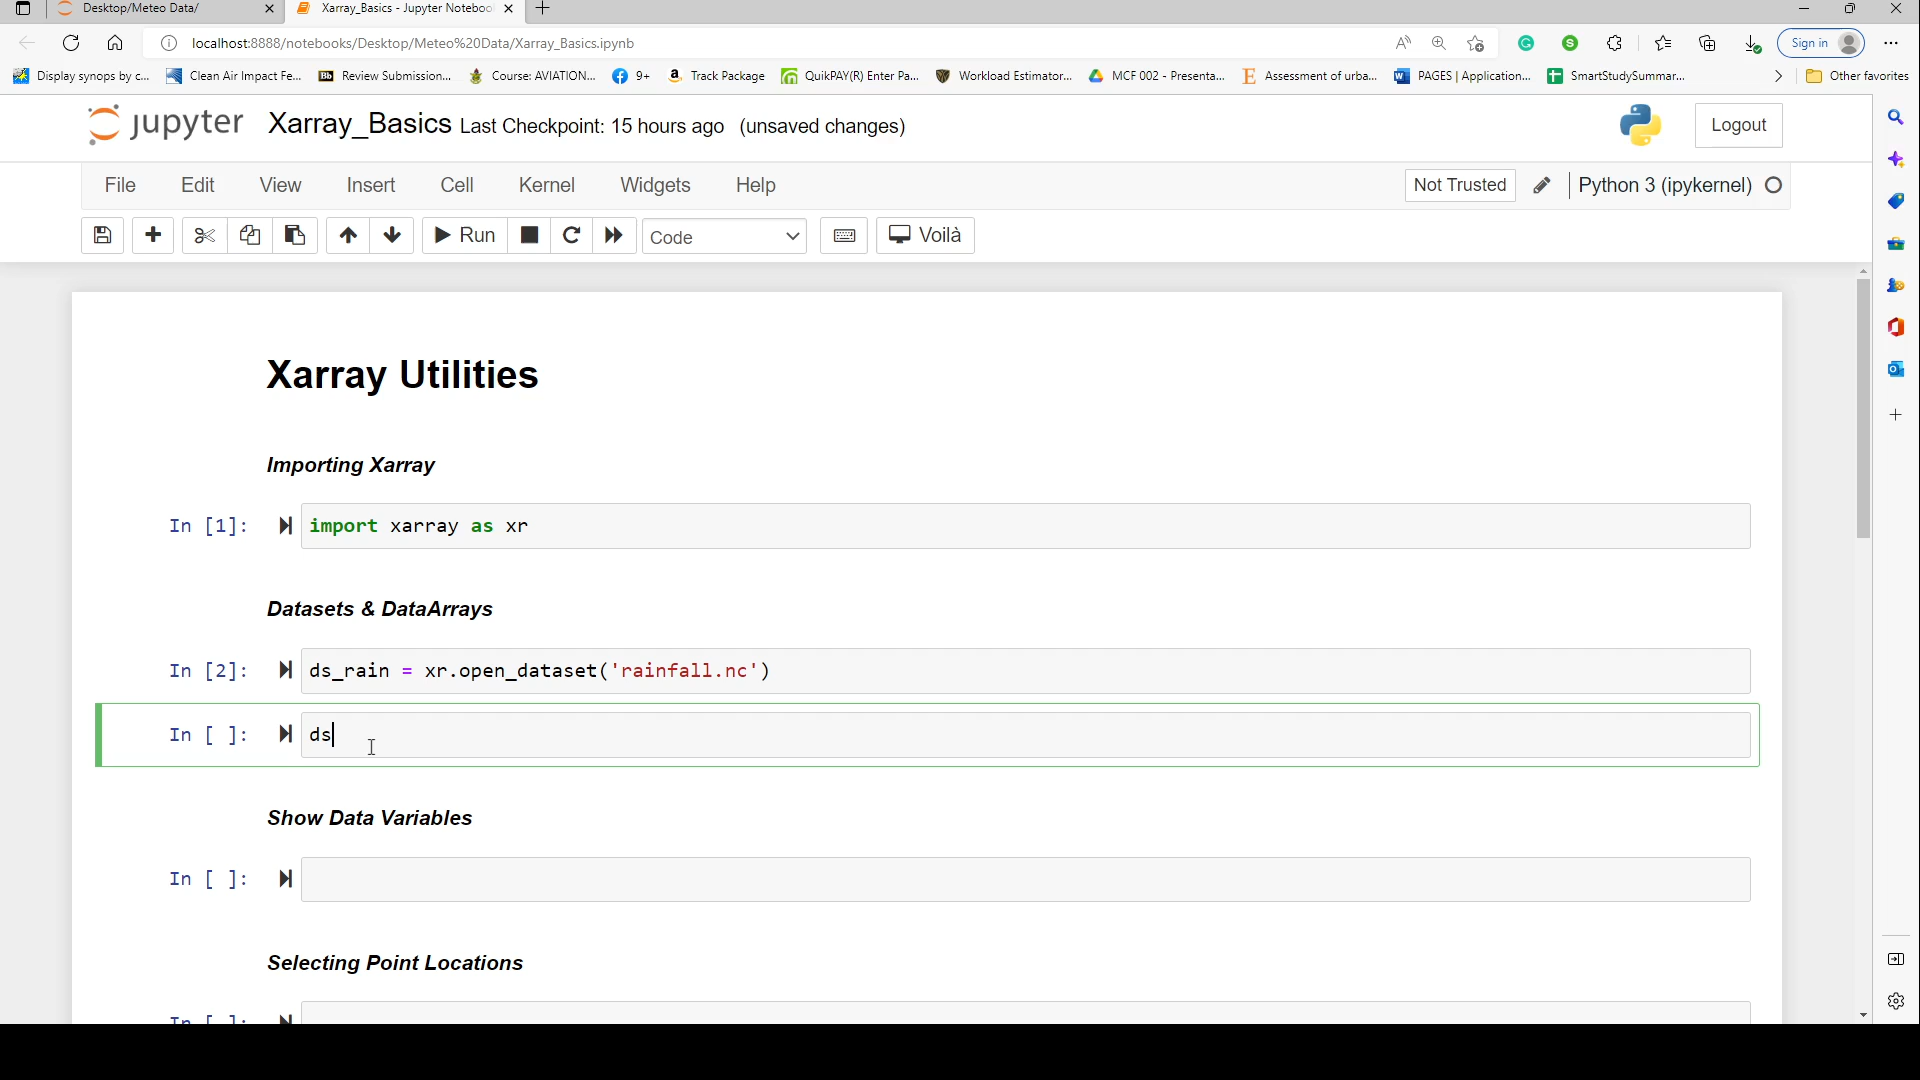 Desktop/Meteo Data/
Xarray_Basics - Jupyter Noteboo
localhost:8888/notebooks/Desktop/Meteo%20Data/Xarray_Basics.ipynb
Sign in
Display synops by c...
Clean Air Impact Fe...
Bb Review Submission...
Course: AVIATION...
9+
Track Package
QuikPAY(R) Enter Pa...
Workload Estimator...
MCF 002 - Presenta...
E Assessment of urba...
PAGES | Application...
SmartStudySummar...
Other favorites
jupyter Xarray_Basics Last Checkpoint: 15 hours ago (unsaved changes)
Logout
File Edit View Insert Cell Kernel Widgets Help
Not Trusted
Python 3 (ipykernel)
Run
Code
Voilà
Xarray Utilities
Importing Xarray
In [1]: import xarray as xr
Datasets & DataArrays
In [2]: ds_rain = xr.open_dataset('rainfall.nc')
In [ ]: ds
Show Data Variables
In [ ]:
Selecting Point Locations
In [ ]: